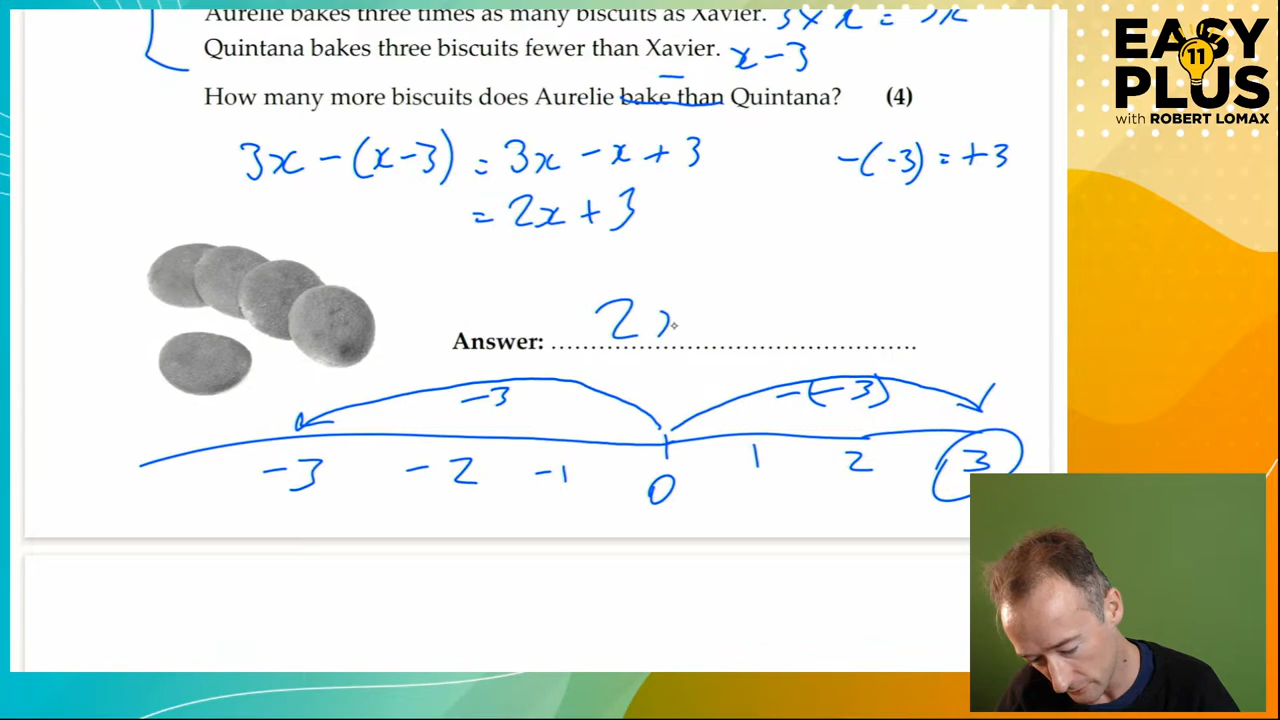 Aurelie bakes three times as many biscuits as Xavier. 3 × x = 3x
Quintana bakes three biscuits fewer than Xavier. x - 3
How many more biscuits does Aurelie bake than Quintana? (4)
3x - (x-3) = 3x - x + 3
-(-3) = +3
= 2x + 3
Answer: 2x
-3
-(-3)
-3 -2 -1 0 1 2 3
EASY
11
PLUS
with ROBERT LOMAX